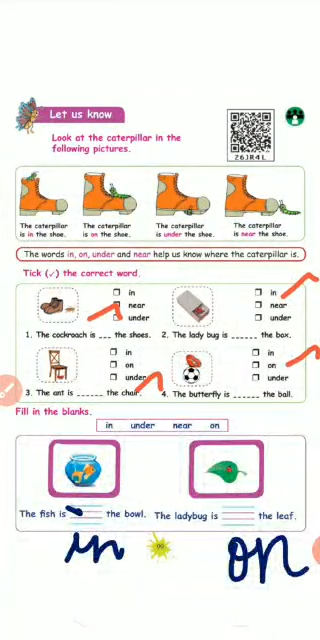 Let us know
Look at the caterpillar in the
following pictures.
26JR4L
The caterpillar is in the shoe.
The caterpillar is on the shoe.
The caterpillar is under the shoe.
The caterpillar is near the shoe.
The words in, on, under and near help us know where the caterpillar is.
Tick (✓) the correct word.
in
near
under
1. The cockroach is ___ the shoes.
in
near
under
2. The lady bug is ______ the box.
in
on
under
3. The ant is ______ the chair.
in
on
under
4. The butterfly is ______ the ball.
Fill in the blanks.
in under near on
The fish is the bowl.
in
The ladybug is the leaf.
on